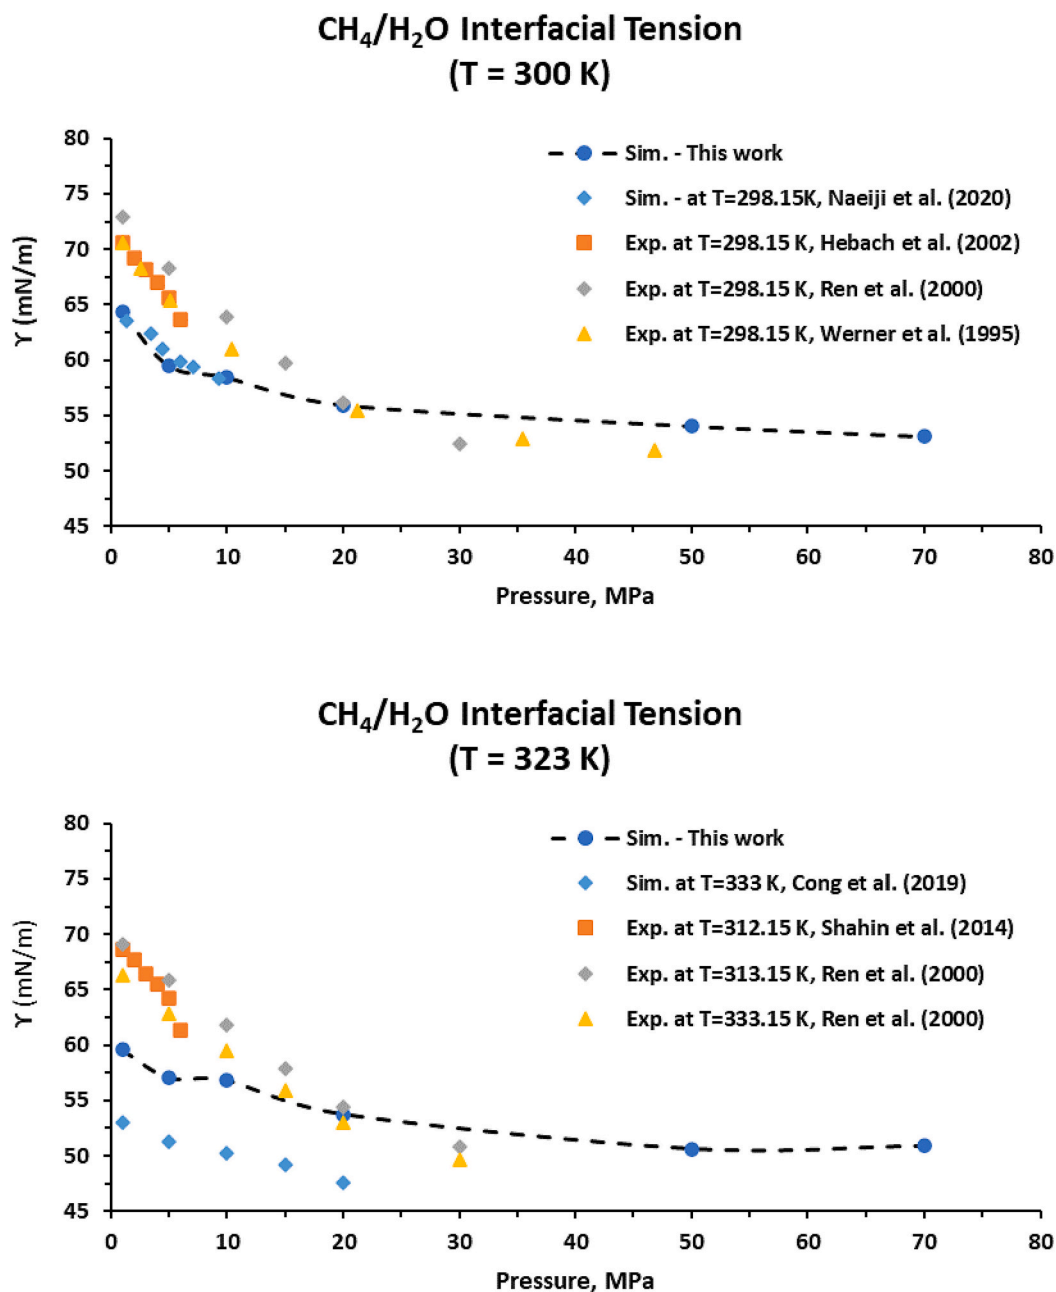 CH₄/H₂O Interfacial Tension
(T = 300 K)
80
75
70
65
60
55
50
45
ϒ (mN/m)
Sim. - This work
Sim. - at T=298.15K, Naeiji et al. (2020)
Exp. at T=298.15 K, Hebach et al. (2002)
Exp. at T=298.15 K, Ren et al. (2000)
Exp. at T=298.15 K, Werner et al. (1995)
0 10 20 30 40 50 60 70 80
Pressure, MPa
CH₄/H₂O Interfacial Tension
(T = 323 K)
80
75
70
65
60
55
50
45
ϒ (mN/m)
Sim. - This work
Sim. at T=333 K, Cong et al. (2019)
Exp. at T=312.15 K, Shahin et al. (2014)
Exp. at T=313.15 K, Ren et al. (2000)
Exp. at T=333.15 K, Ren et al. (2000)
0 10 20 30 40 50 60 70 80
Pressure, MPa